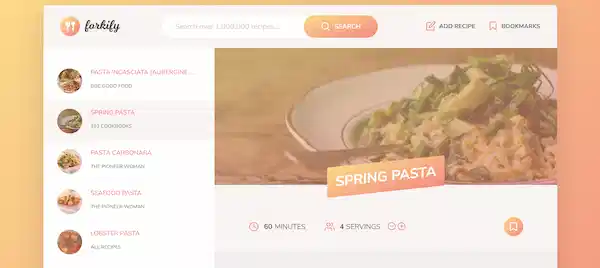 forkify
Search over 1,000,000 recipes...
SEARCH
ADD RECIPE
BOOKMARKS
PASTA INCASCIATA (AUBERGINE ...
BBC GOOD FOOD
SPRING PASTA
101 COOKBOOKS
PASTA CARBONARA
THE PIONEER WOMAN
SEAFOOD PASTA
THE PIONEER WOMAN
LOBSTER PASTA
ALL RECIPES
SPRING PASTA
60 MINUTES
4 SERVINGS